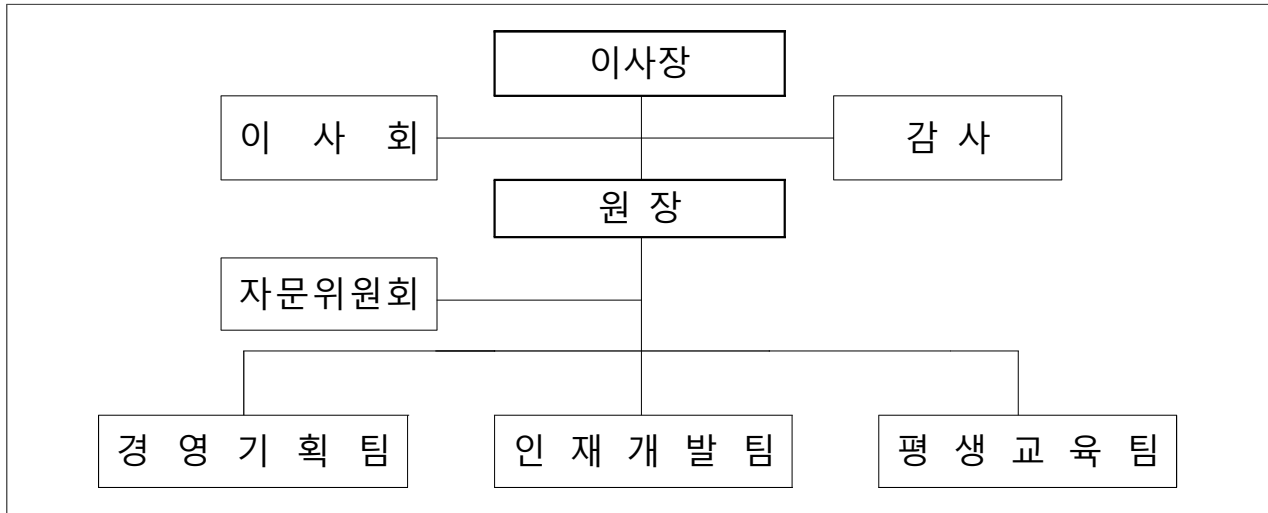 이사장
이 사 회
감 사
원 장
자문위원회
경 영 기 획 팀
인 재 개 발 팀
평 생 교 육 팀